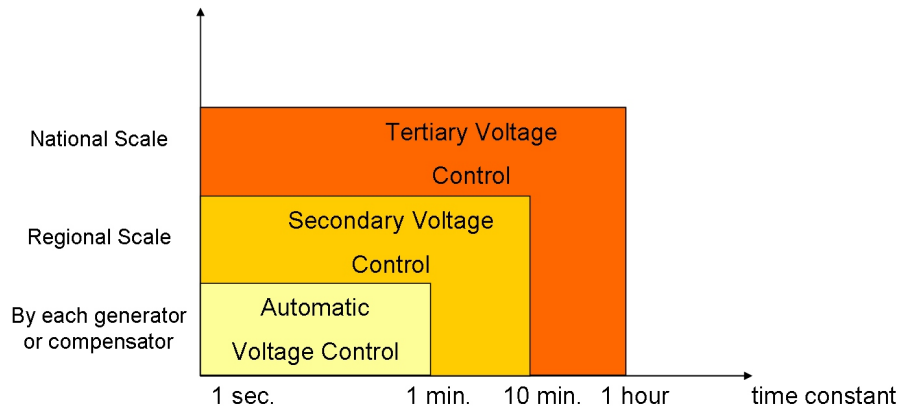 National Scale
Tertiary Voltage
Control
Regional Scale
Secondary Voltage
Control
By each generator
or compensator
Automatic
Voltage Control
1 sec.
1 min.
10 min.
1 hour
time constant